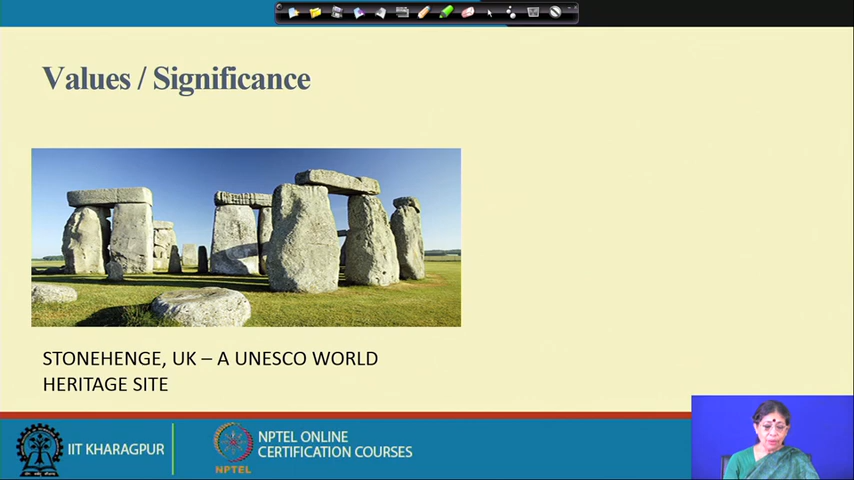 Values / Significance
STONEHENGE, UK – A UNESCO WORLD
HERITAGE SITE
IIT KHARAGPUR
NPTEL
NPTEL ONLINE
CERTIFICATION COURSES